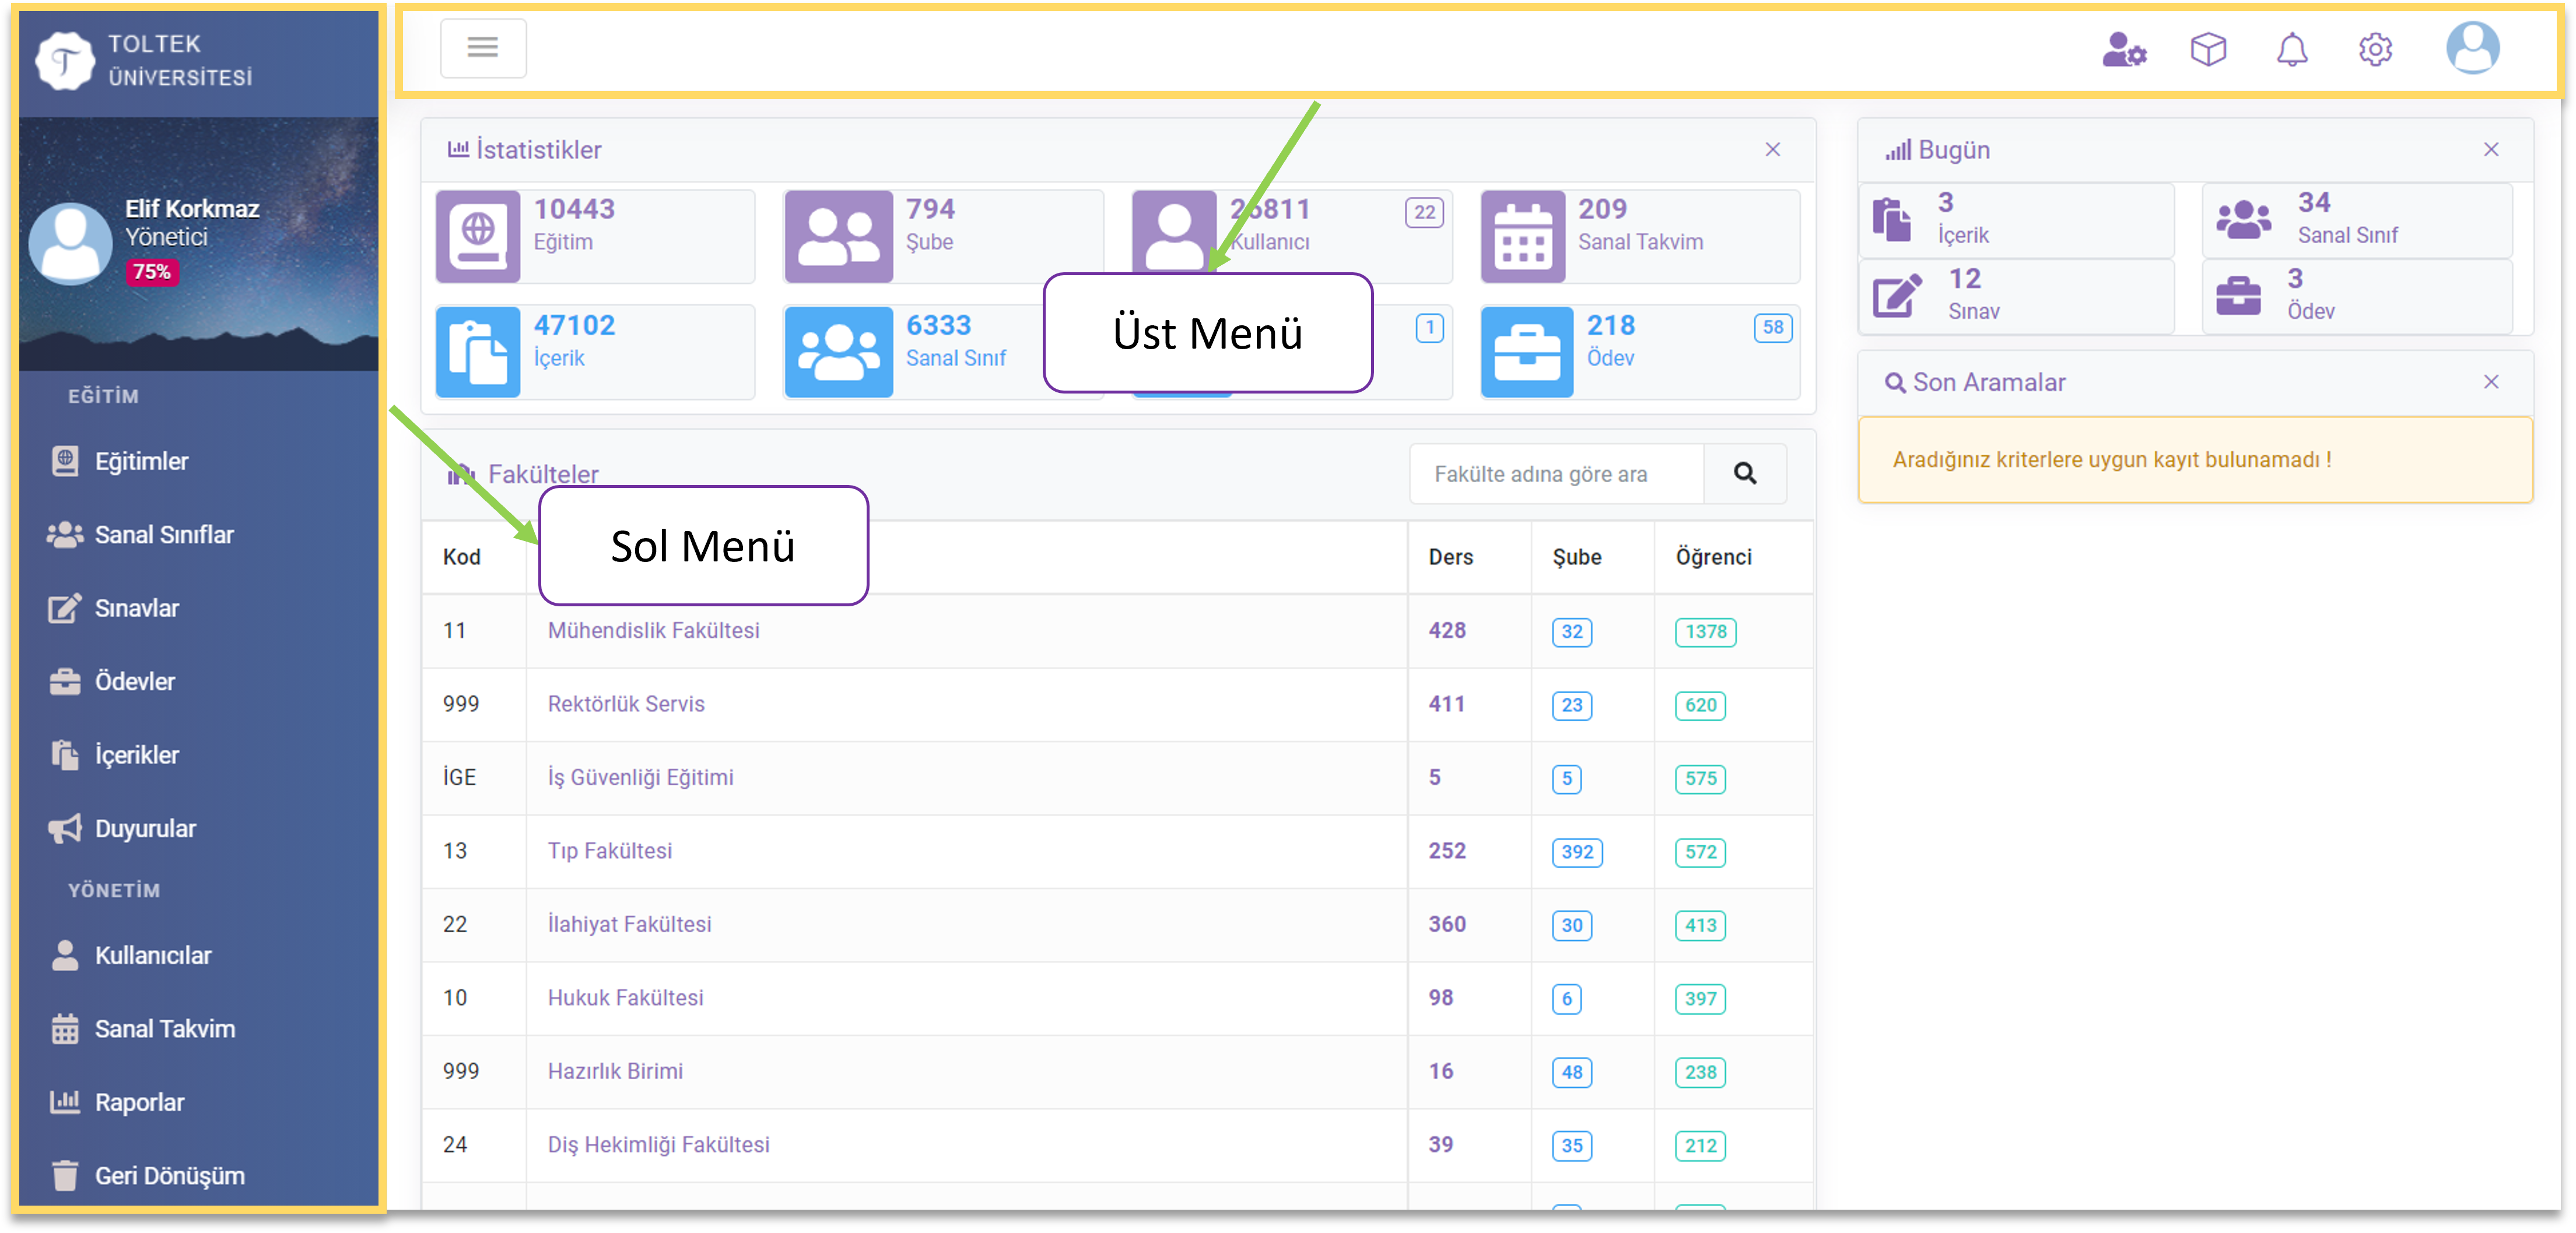 TOLTEK
ÜNİVERSİTESİ
Elif Korkmaz
Yönetici
75%
EĞİTİM
Eğitimler
Sanal Sınıflar
Sınavlar
Ödevler
İçerikler
Duyurular
YÖNETİM
Kullanıcılar
Sanal Takvim
Raporlar
Geri Dönüşüm
İstatistikler
10443
Eğitim
794
Şube
26811
Kullanıcı
22
209
Sanal Takvim
47102
İçerik
6333
Sanal Sınıf
Üst Menü
1
218
Ödev
58
Fakülteler
Fakülte adına göre ara
Sol Menü
Kod Ders Şube Öğrenci
11 Mühendislik Fakültesi 428 32 1378
999 Rektörlük Servis 411 23 620
İGE İş Güvenliği Eğitimi 5 5 575
13 Tıp Fakültesi 252 392 572
22 İlahiyat Fakültesi 360 30 413
10 Hukuk Fakültesi 98 6 397
999 Hazırlık Birimi 16 48 238
24 Diş Hekimliği Fakültesi 39 35 212
Bugün
3
İçerik
34
Sanal Sınıf
12
Sınav
3
Ödev
Son Aramalar
Aradığınız kriterlere uygun kayıt bulunamadı !